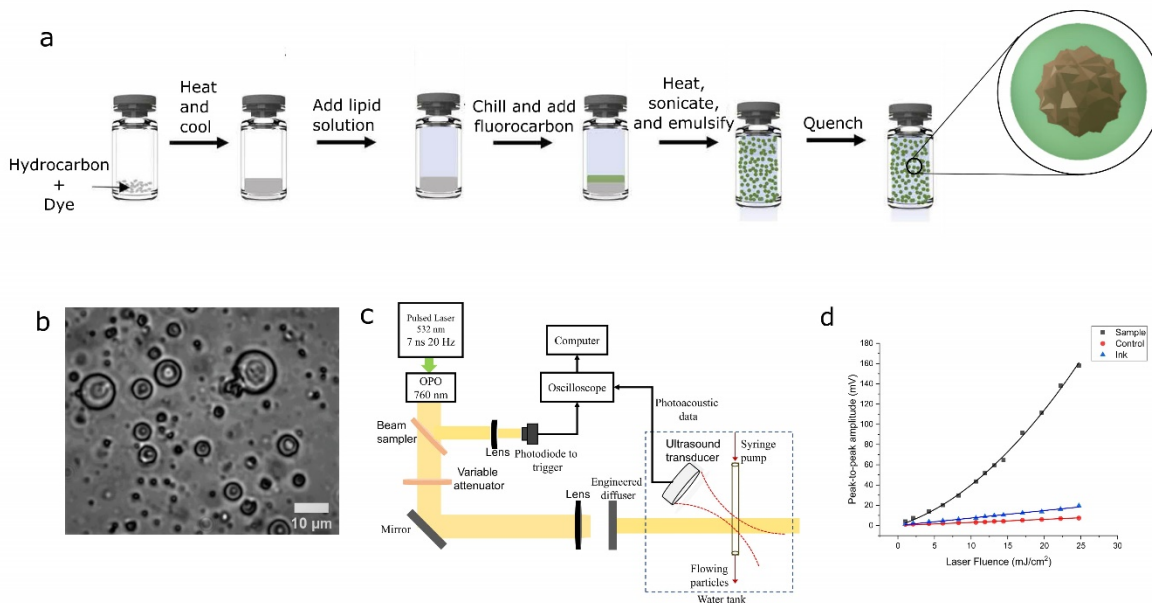 a
Heat
and
cool
Add lipid
solution
Chill and add
fluorocarbon
Heat,
sonicate,
and emulsify
Quench
Hydrocarbon
+
Dye
b
10 μm
c
Pulsed Laser
532 nm
7 ns 20 Hz
OPO
760 nm
Beam
sampler
Variable
attenuator
Mirror
Lens
Photodiode to
trigger
Computer
Oscilloscope
Photoacoustic
data
Lens
Engineered
diffuser
Ultrasound
transducer
Syringe
pump
Flowing
particles
Water tank
d
Sample
Control
Ink
Peak-to-peak amplitude (mV)
180
160
140
120
100
80
60
40
20
0
0 5 10 15 20 25 30
Laser Fluence (mJ/cm²)